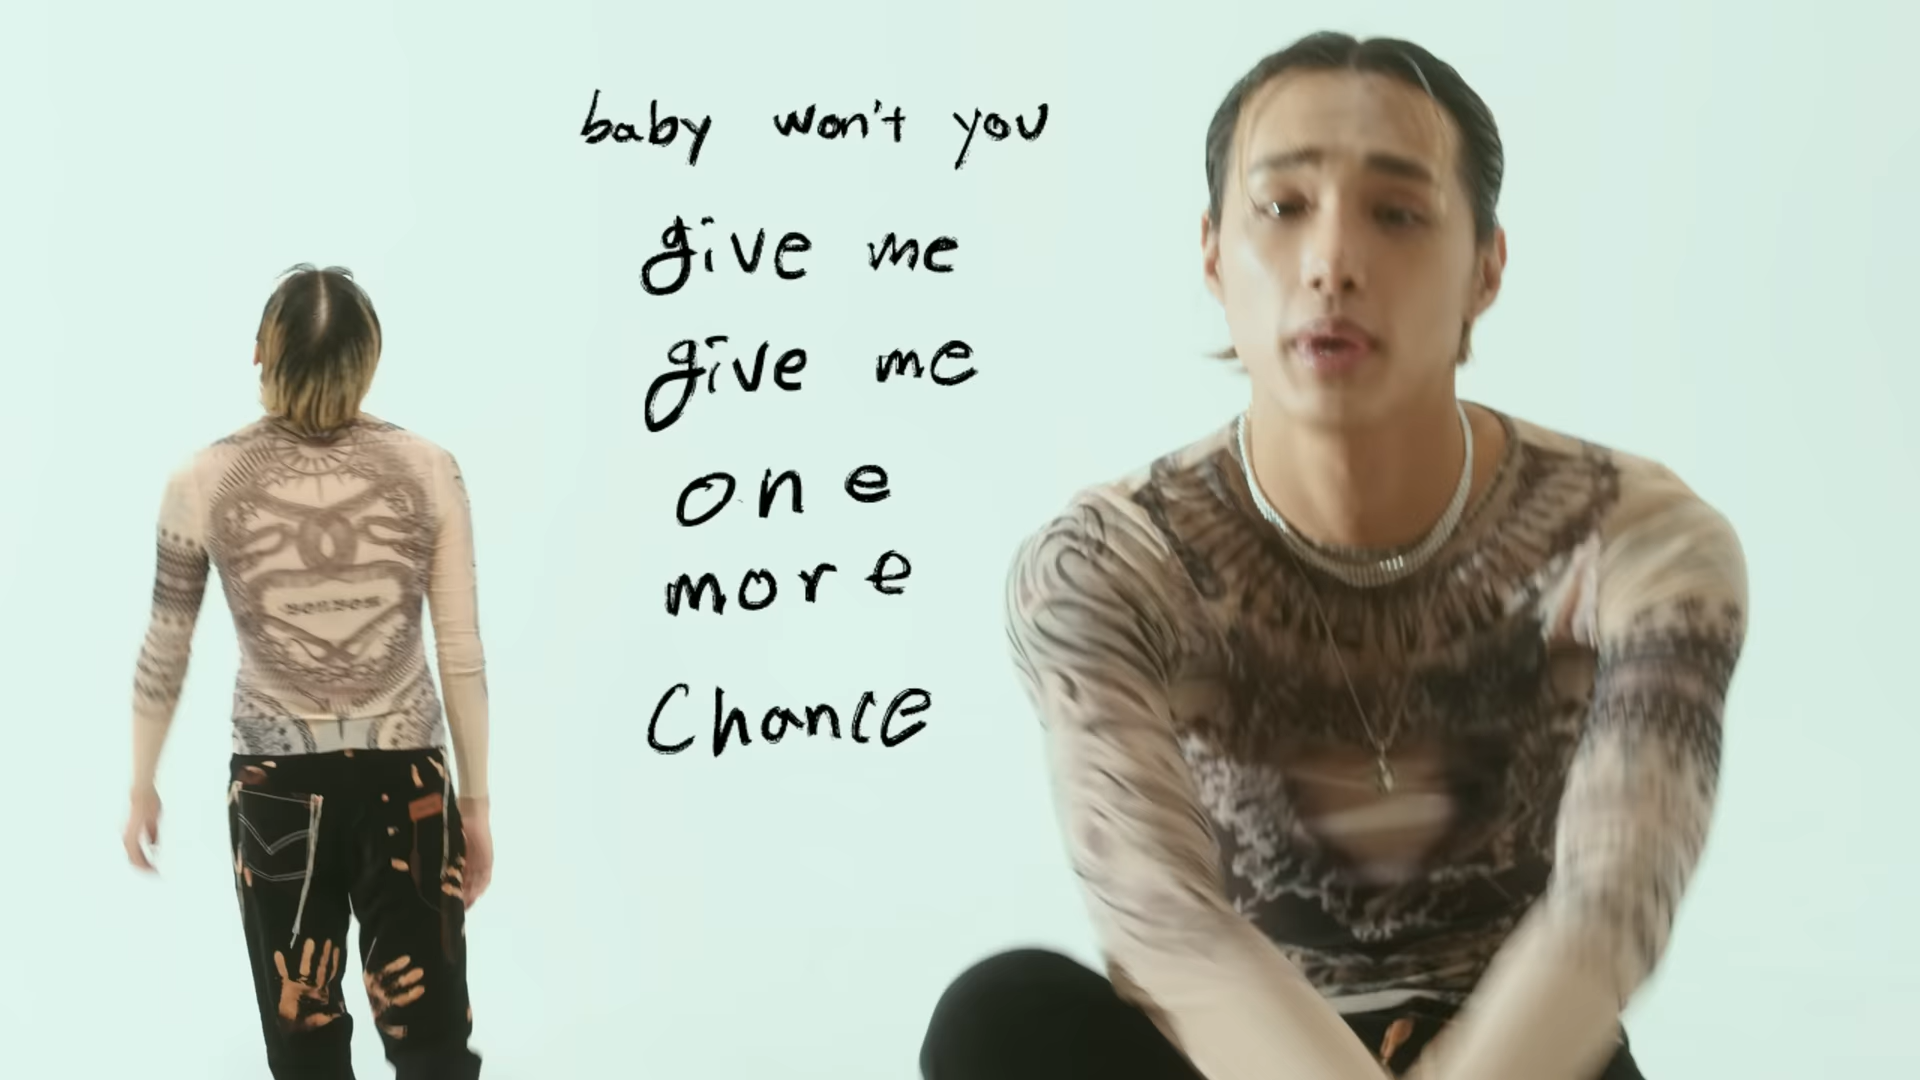 baby won't you
give me
give me
one
more
Chance